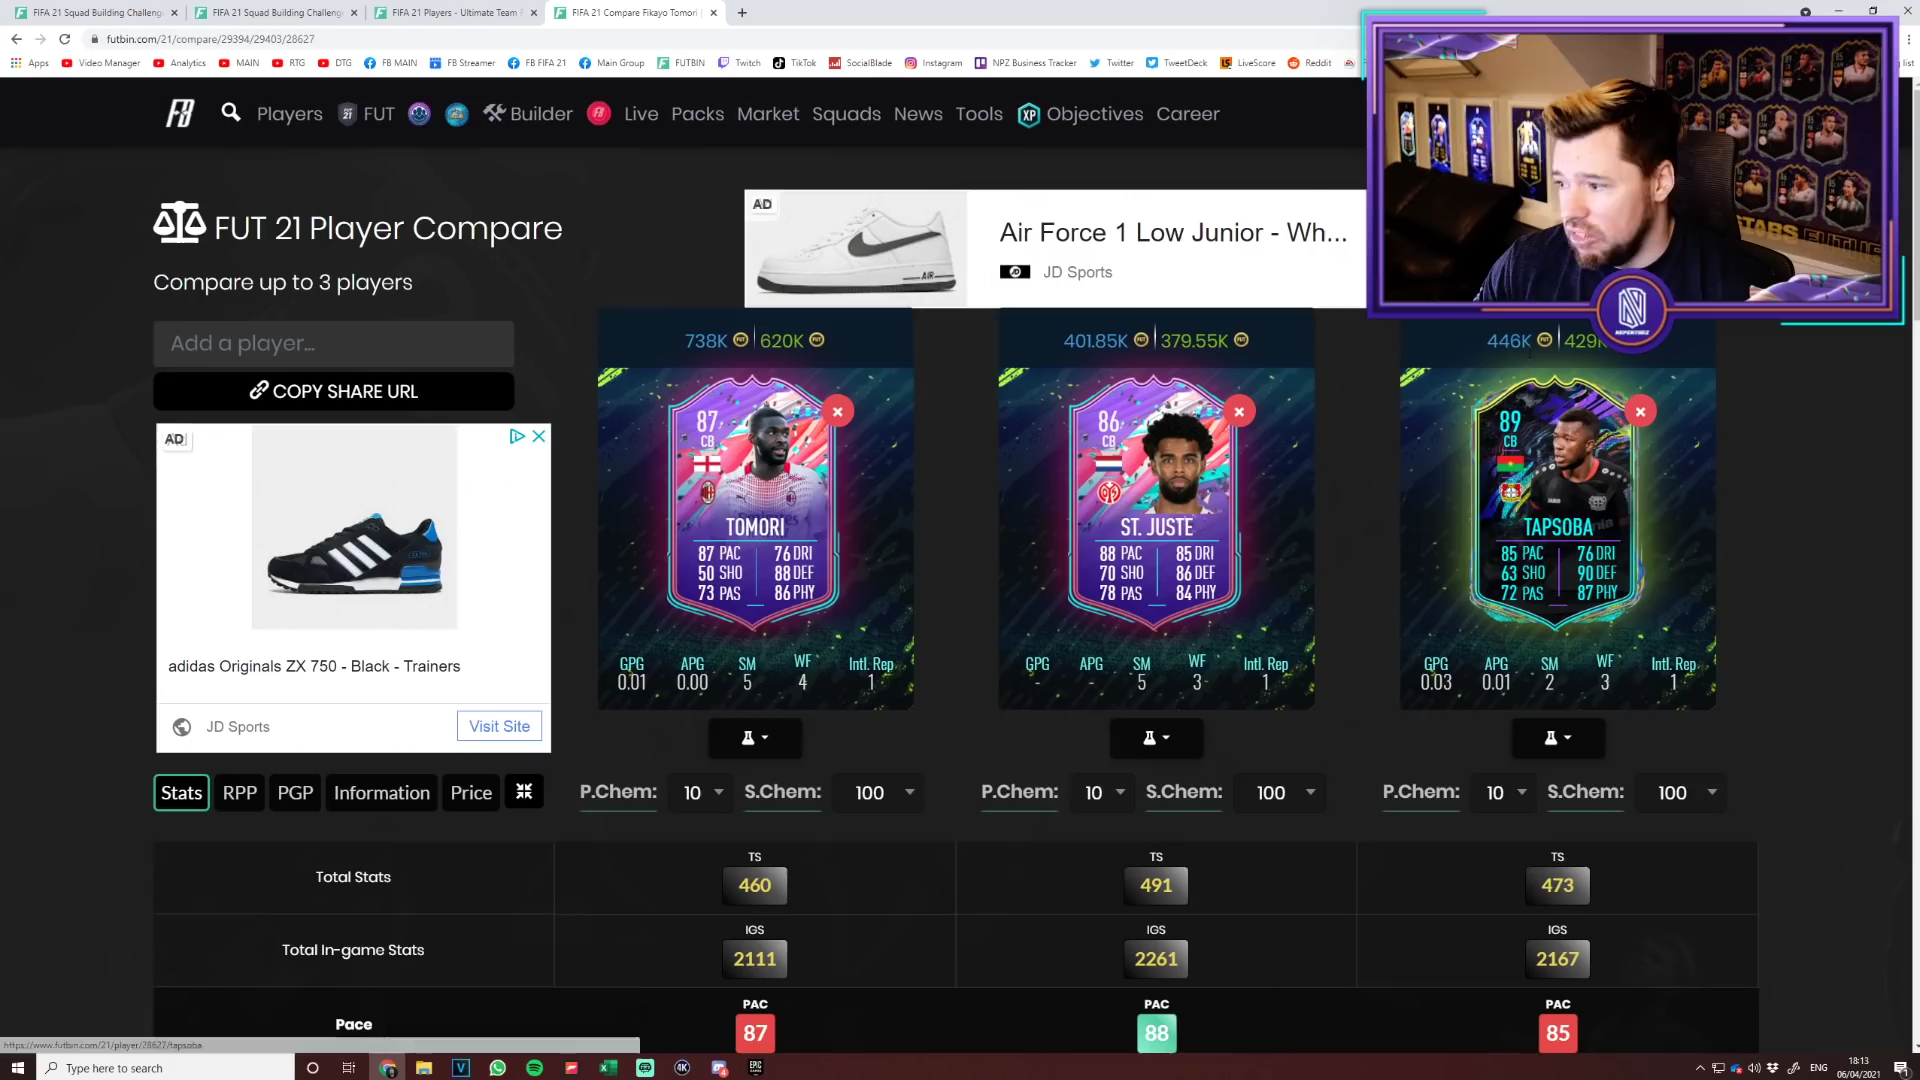 FIFA 21 Squad Building Challeng
FIFA 21 Squad Building Challeng
FIFA 21 Players - Ultimate Team
FIFA 21 Compare Fikayo Tomori
futbin.com/21/compare/29394/29403/28627
Apps Video Manager Analytics MAIN RTG DTG FB MAIN FB Streamer FB FIFA 21 Main Group FUTBIN Twitch TikTok SocialBlade Instagram NPZ Business Tracker Twitter TweetDeck LiveScore Reddit
g list
FB Players 21 FUT Builder Live Packs Market Squads News Tools XP Objectives Career
FUT 21 Player Compare
Compare up to 3 players
Add a player...
COPY SHARE URL
AD
AIR
Air Force 1 Low Junior - Wh...
JD Sports
NEPENTHEZ
AD
adidas Originals ZX 750 - Black - Trainers
JD Sports
Visit Site
738K 620K
87
CB
TOMORI
87 PAC 76 DRI
50 SHO 88 DEF
73 PAS 86 PHY
GPG APG SM WF Intl. Rep
0.01 0.00 5 4 1
401.85K 379.55K
86
CB
ST. JUSTE
88 PAC 85 DRI
70 SHO 86 DEF
78 PAS 84 PHY
GPG APG SM WF Intl. Rep
- - 5 3 1
446K 429K
89
CB
TAPSOBA
85 PAC 76 DRI
63 SHO 90 DEF
72 PAS 87 PHY
GPG APG SM WF Intl. Rep
0.03 0.01 2 3 1
Stats RPP PGP Information Price
P.Chem: 10 S.Chem: 100
P.Chem: 10 S.Chem: 100
P.Chem: 10 S.Chem: 100
TS TS TS
Total Stats 460 491 473
IGS IGS IGS
Total In-game Stats 2111 2261 2167
PAC PAC PAC
Pace 87 88 85
https://www.futbin.com/21/player/28627/tapsoba
Type here to search
4K
EPIC
ENG
18:13
06/04/2021